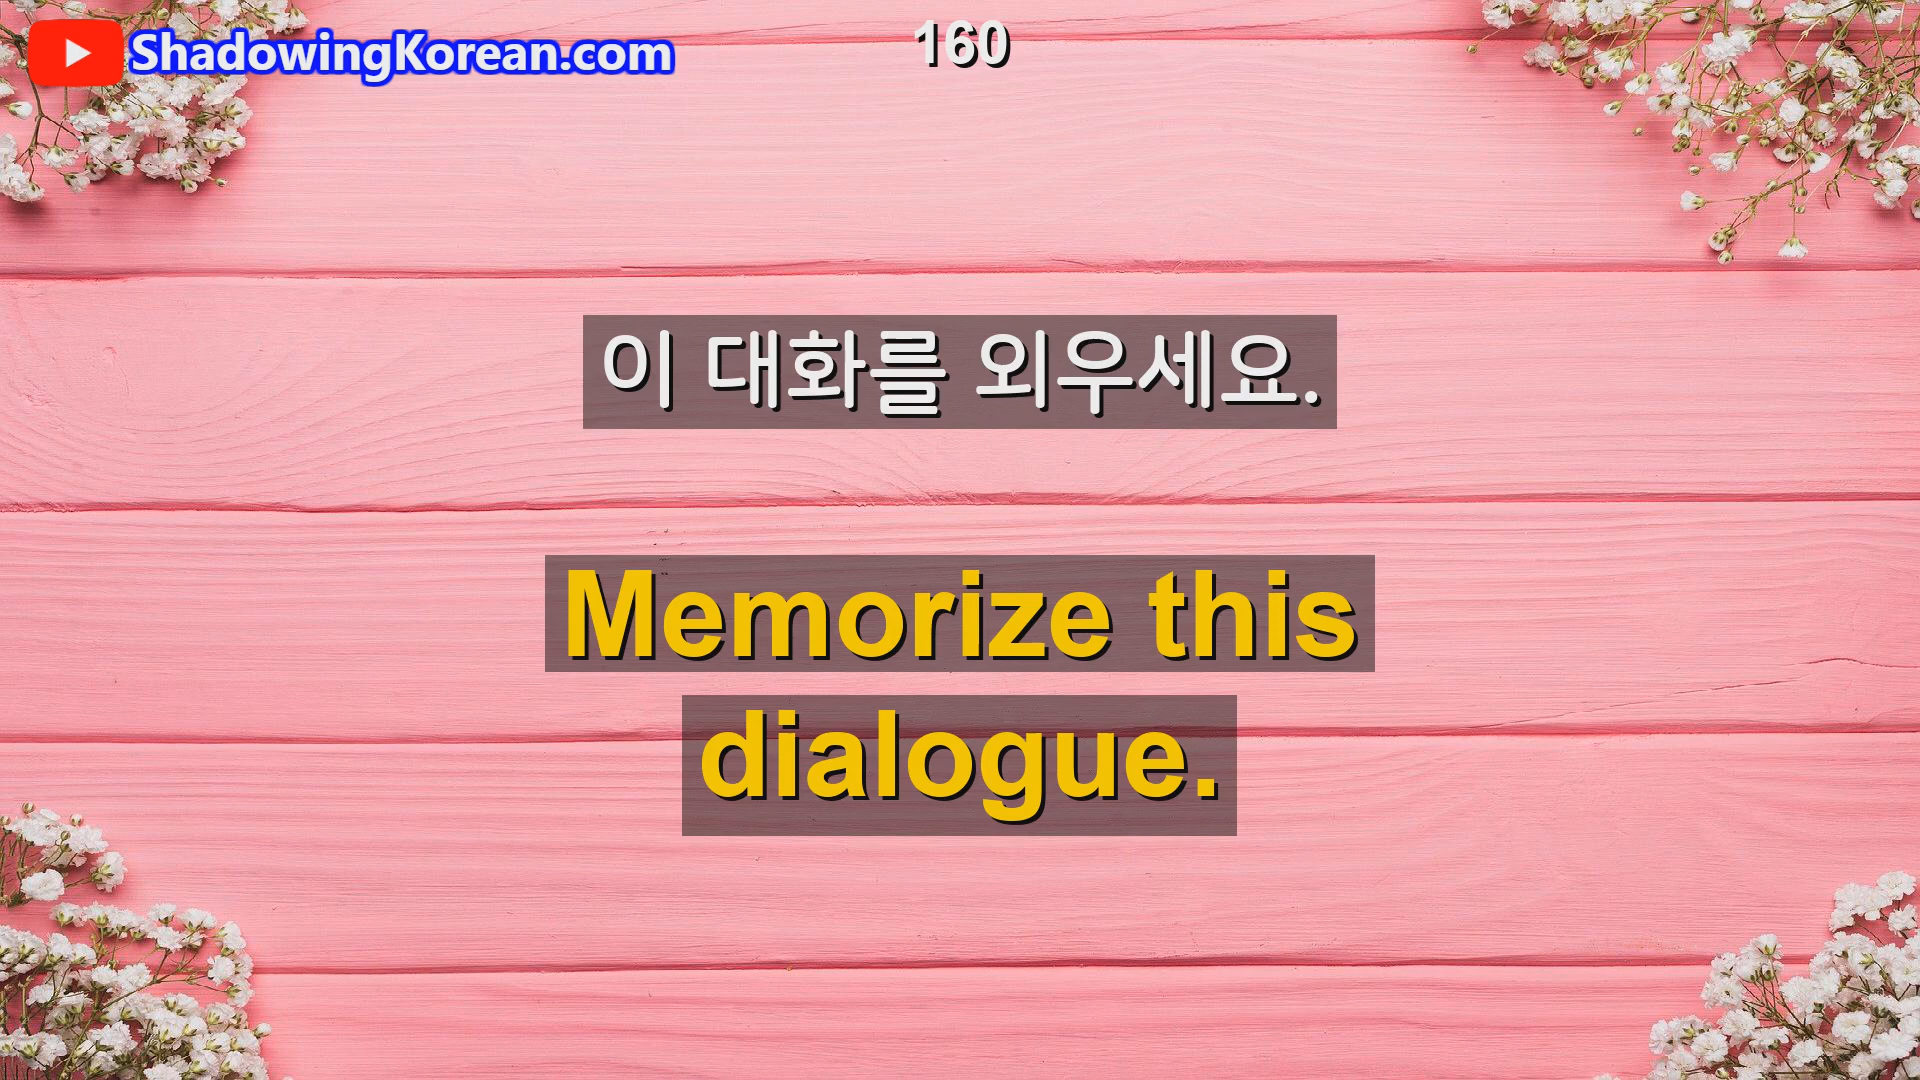 ShadowingKorean.com
160
이 대화를 외우세요.
Memorize this
dialogue.